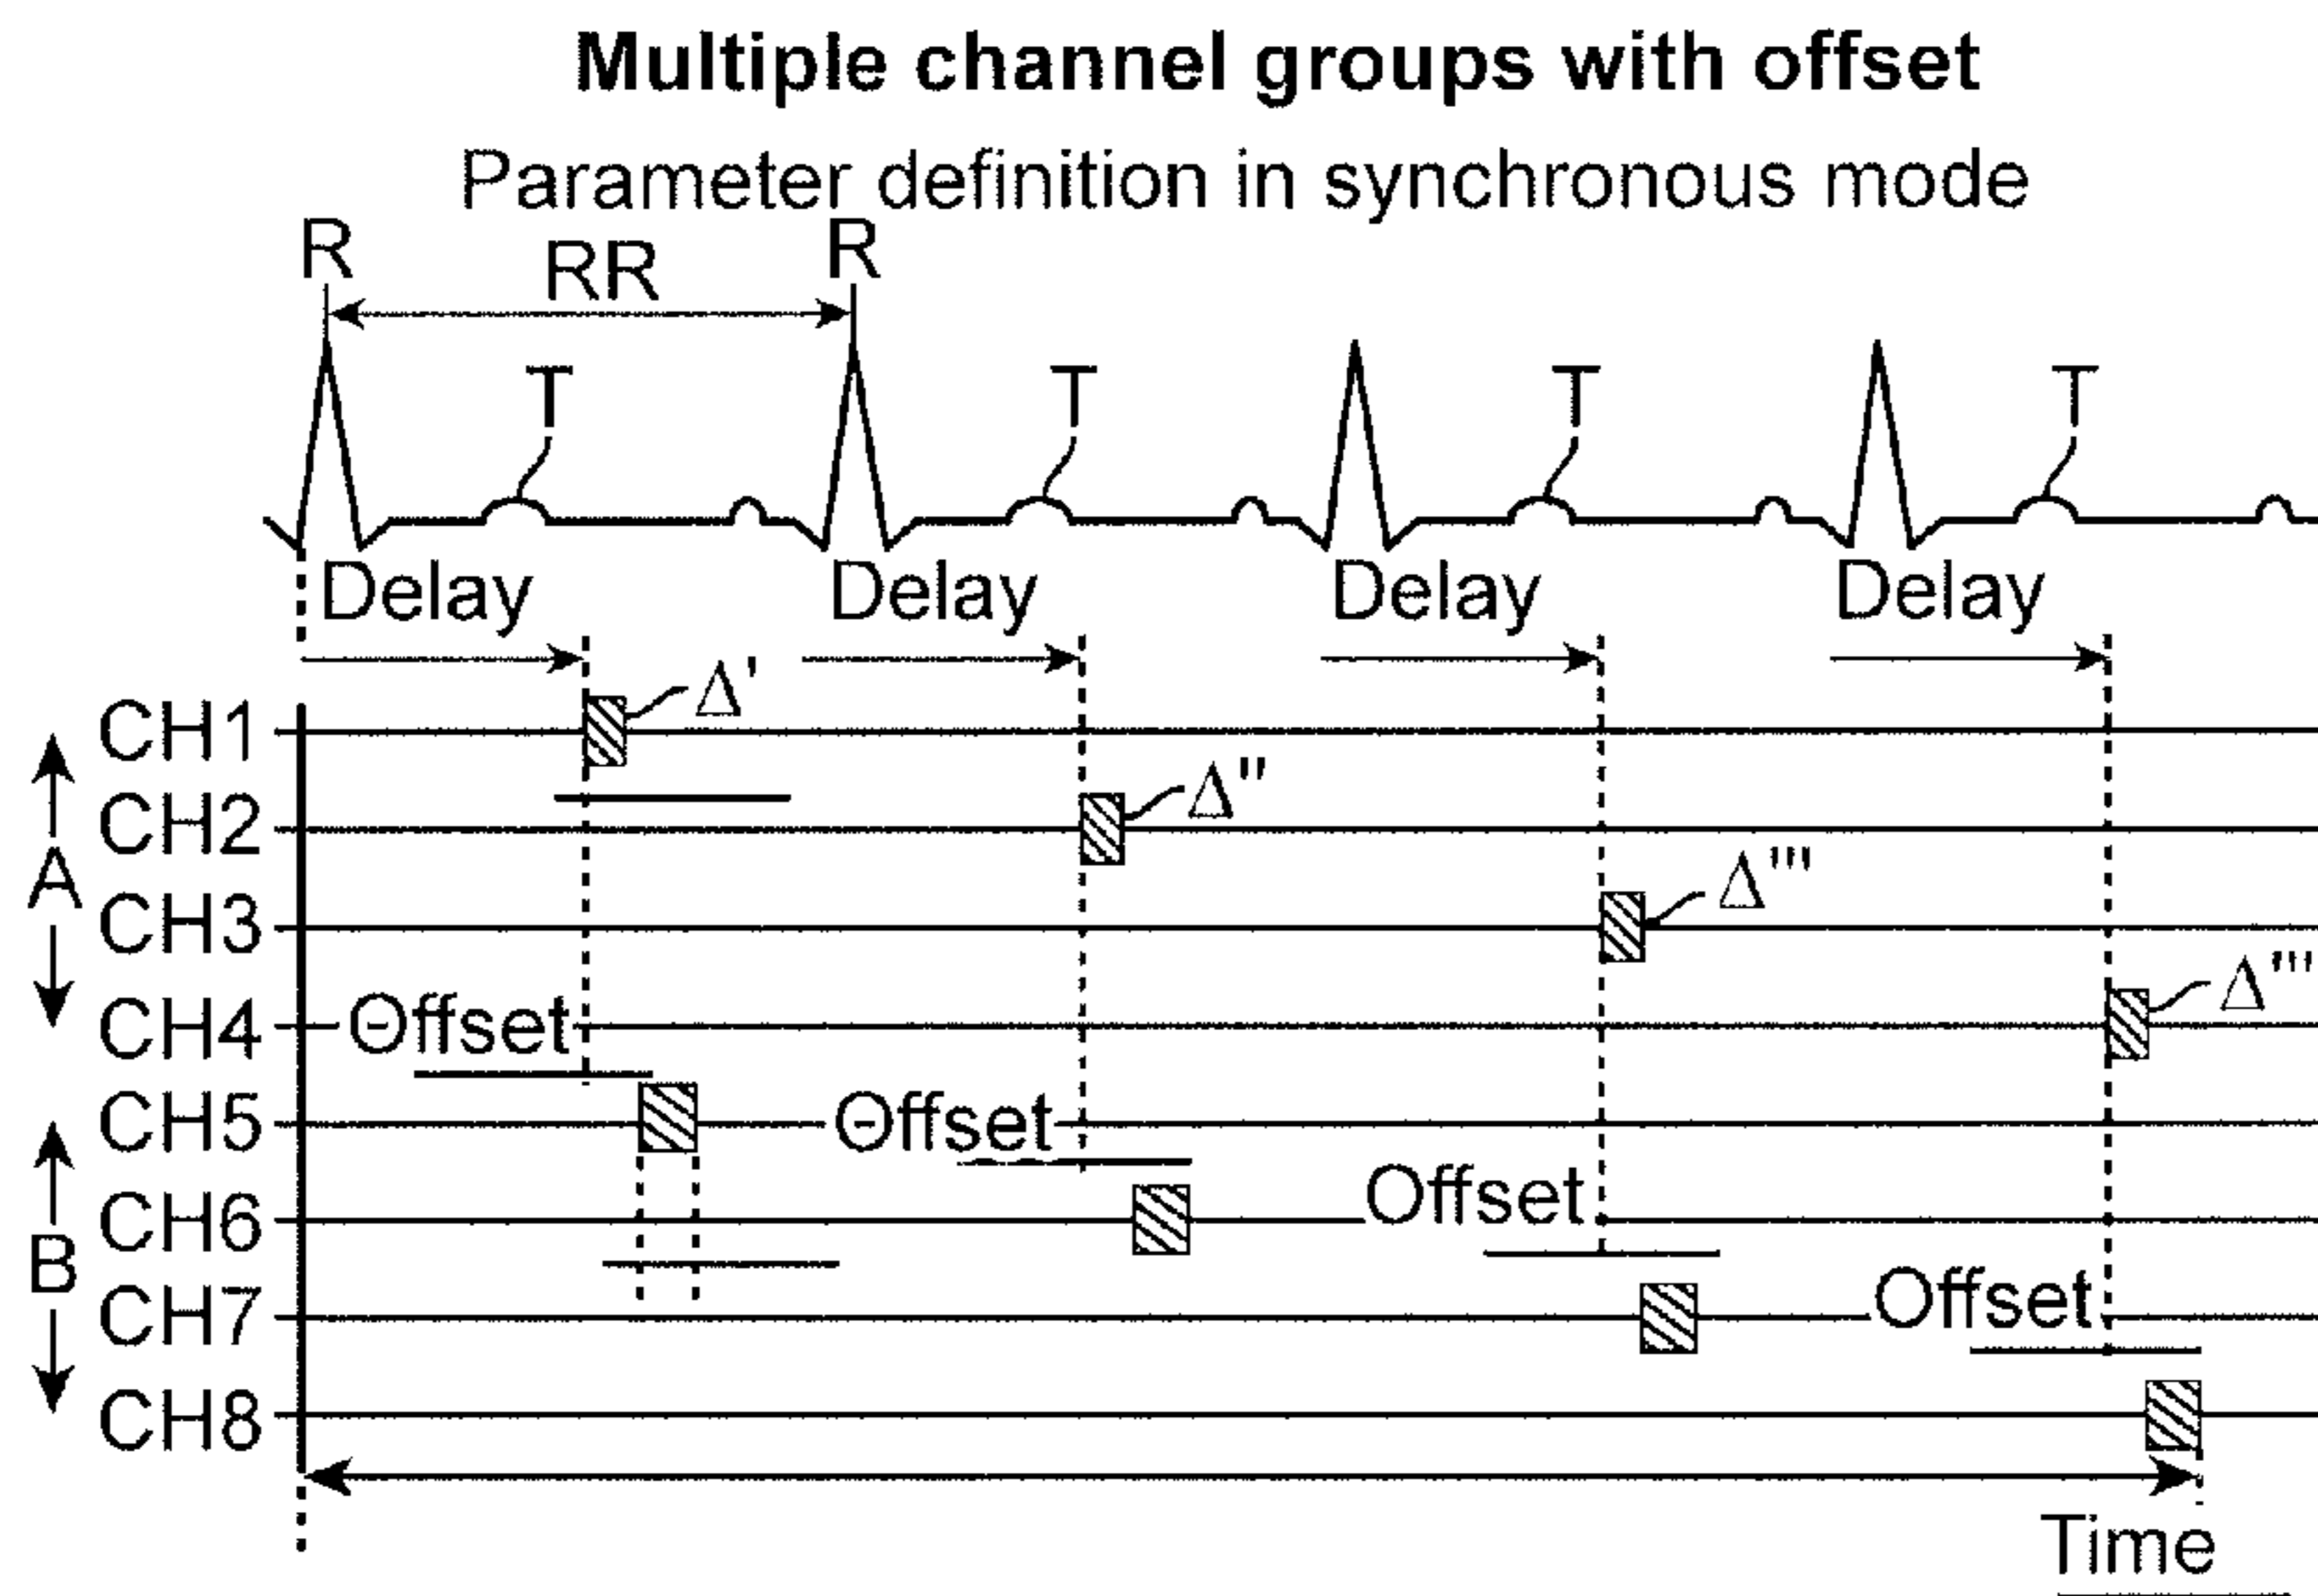 Multiple channel groups with offset
Parameter definition in synchronous mode
R RR R
T T T T
Delay Delay Delay Delay
CH1 Δ'
CH2 Δ''
A
CH3 Δ'''
CH4 Offset Δ'''
CH5 Offset
CH6 Offset
B
CH7 Offset
CH8
Time